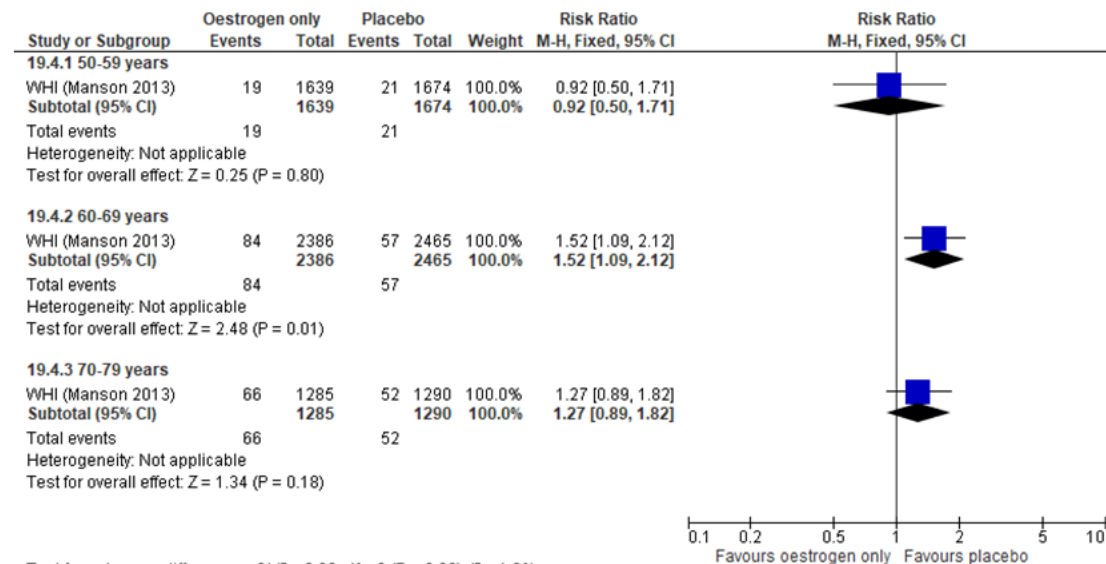 Oestrogen only Placebo Risk Ratio Risk Ratio
Study or Subgroup Events Total Events Total Weight M-H, Fixed, 95% CI M-H, Fixed, 95% CI
19.4.1 50-59 years
WHI (Manson 2013) 19 1639 21 1674 100.0% 0.92 [0.50, 1.71]
Subtotal (95% CI) 1639 1674 100.0% 0.92 [0.50, 1.71]
Total events 19 21
Heterogeneity: Not applicable
Test for overall effect: Z = 0.25 (P = 0.80)
19.4.2 60-69 years
WHI (Manson 2013) 84 2386 57 2465 100.0% 1.52 [1.09, 2.12]
Subtotal (95% CI) 2386 2465 100.0% 1.52 [1.09, 2.12]
Total events 84 57
Heterogeneity: Not applicable
Test for overall effect: Z = 2.48 (P = 0.01)
19.4.3 70-79 years
WHI (Manson 2013) 66 1285 52 1290 100.0% 1.27 [0.89, 1.82]
Subtotal (95% CI) 1285 1290 100.0% 1.27 [0.89, 1.82]
Total events 66 52
Heterogeneity: Not applicable
Test for overall effect: Z = 1.34 (P = 0.18)
0.1 0.2 0.5 1 2 5 10
Favours oestrogen only Favours placebo